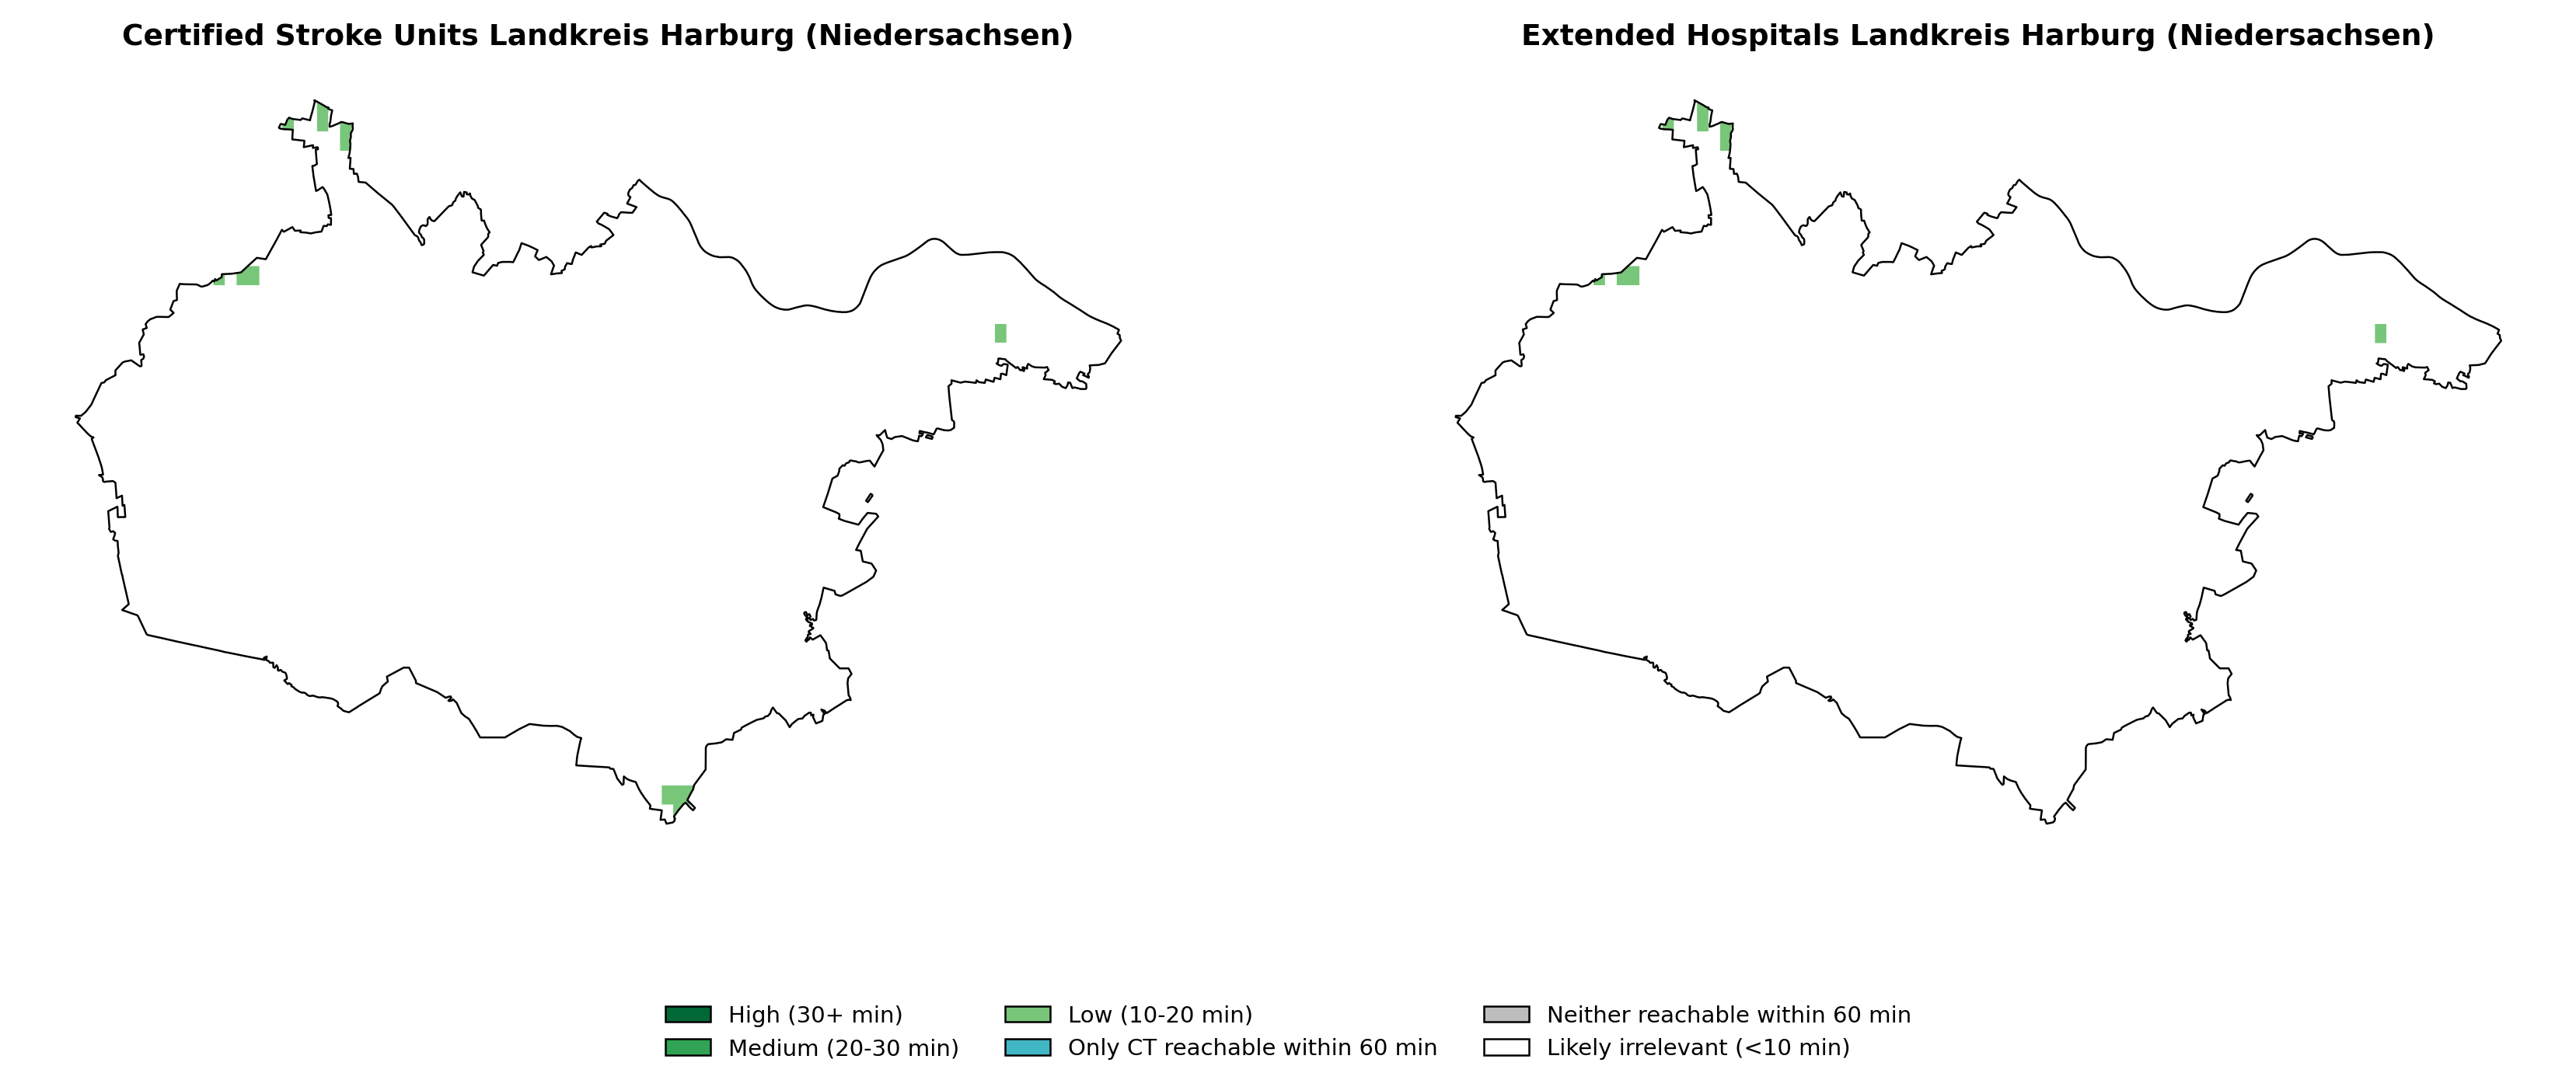 Certified Stroke Units Landkreis Harburg (Niedersachsen)
Extended Hospitals Landkreis Harburg (Niedersachsen)
High (30+ min)
Medium (20-30 min)
Low (10-20 min)
Only CT reachable within 60 min
Neither reachable within 60 min
Likely irrelevant (<10 min)